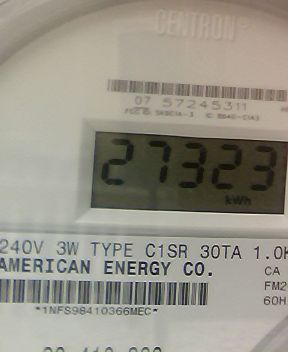 CENTRON®
07 57245311
27323
kWh
240V 3W TYPE C1SR 30TA 1.0K
AMERICAN ENERGY CO.
CA
FM2
60H
*1NFS98410366MEC*